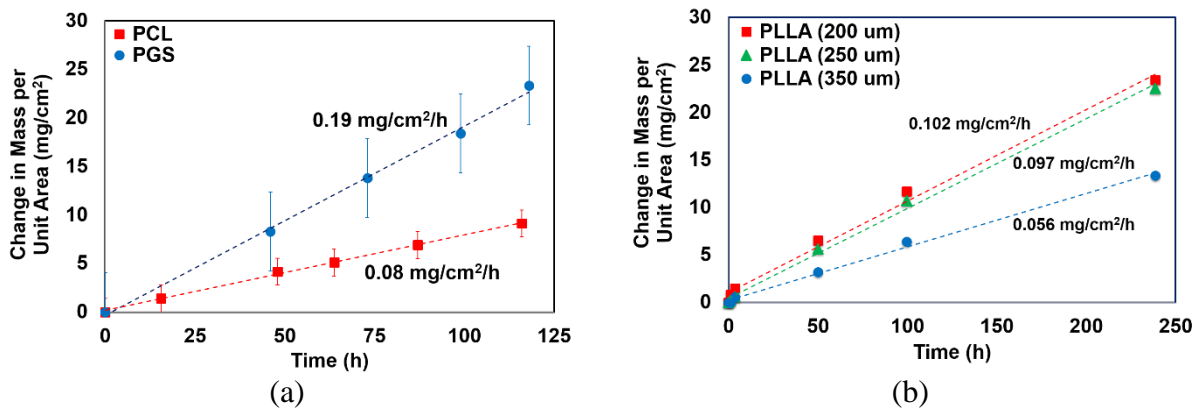 Change in Mass per
Unit Area (mg/cm²)
30
25
20
15
10
5
0
PCL
PGS
0.19 mg/cm²/h
0.08 mg/cm²/h
0 25 50 75 100 125
Time (h)
(a)
Change in Mass per
Unit Area (mg/cm²)
30
25
20
15
10
5
0
PLLA (200 um)
PLLA (250 um)
PLLA (350 um)
0.102 mg/cm²/h
0.097 mg/cm²/h
0.056 mg/cm²/h
0 50 100 150 200 250
Time (h)
(b)